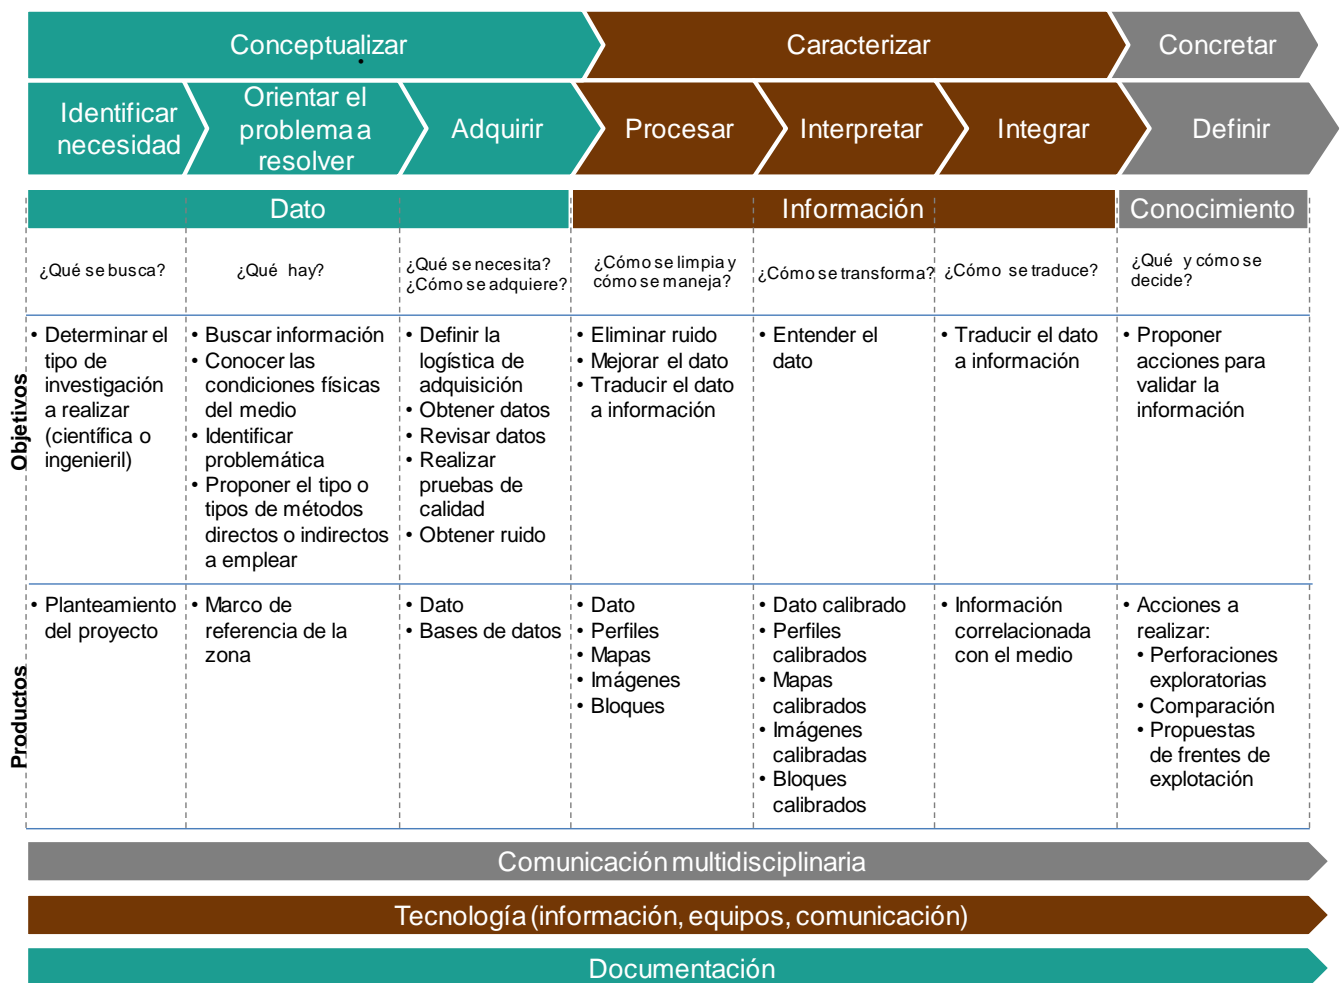 Conceptualizar
Caracterizar
Concretar
Identificar
necesidad
Orientar el
problema a
resolver
Adquirir
Procesar
Interpretar
Integrar
Definir
Dato
Información
Conocimiento
¿Qué se busca?
¿Qué hay?
¿Qué se necesita?
¿Cómo se adquiere?
¿Cómo se limpia y
cómo se maneja?
¿Cómo se transforma?
¿Cómo se traduce?
¿Qué y cómo se
decide?
Objetivos
• Determinar el
tipo de
investigación
a realizar
(científica o
ingenieril)
• Buscar información
• Conocer las
condiciones físicas
del medio
• Identificar
problemática
• Proponer el tipo o
tipos de métodos
directos o indirectos
a emplear
• Definir la
logística de
adquisición
• Obtener datos
• Revisar datos
• Realizar
pruebas de
calidad
• Obtener ruido
• Eliminar ruido
• Mejorar el dato
• Traducir el dato
a información
• Entender el
dato
• Traducir el dato
a información
• Proponer
acciones para
validar la
información
Productos
• Planteamiento
del proyecto
• Marco de
referencia de la
zona
• Dato
• Bases de datos
• Dato
• Perfiles
• Mapas
• Imágenes
• Bloques
• Dato calibrado
• Perfiles
calibrados
• Mapas
calibrados
• Imágenes
calibradas
• Bloques
calibrados
• Información
correlacionada
con el medio
• Acciones a
realizar:
• Perforaciones
exploratorias
• Comparación
• Propuestas
de frentes de
explotación
Comunicación multidisciplinaria
Tecnología (información, equipos, comunicación)
Documentación